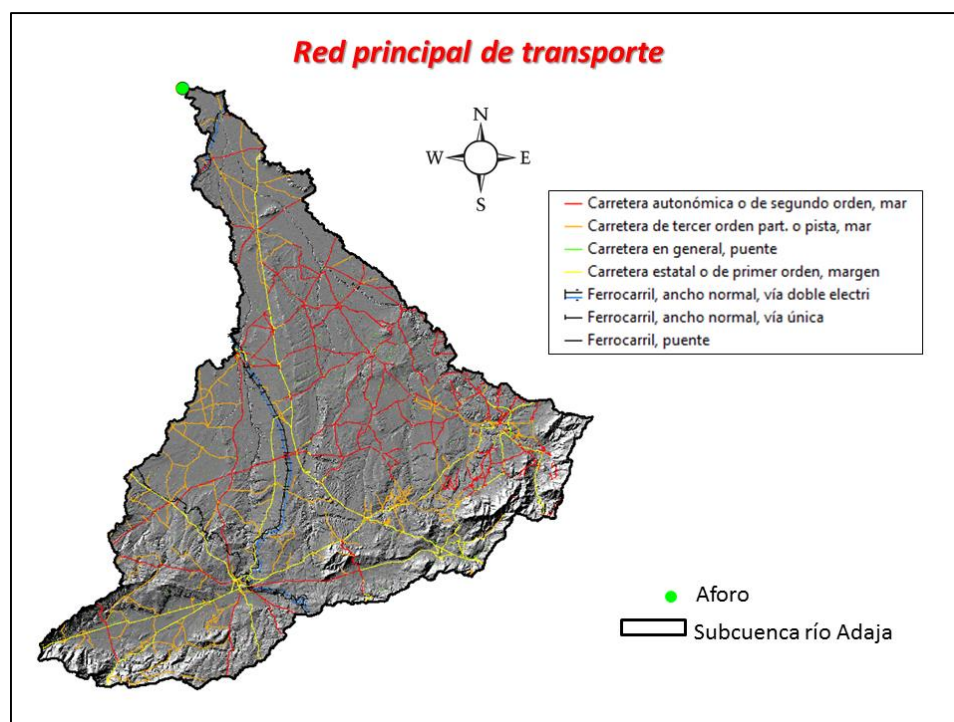 Red principal de transporte
N
W E
S
Carretera autonómica o de segundo orden, mar
Carretera de tercer orden part. o pista, mar
Carretera en general, puente
Carretera estatal o de primer orden, margen
Ferrocarril, ancho normal, vía doble electri
Ferrocarril, ancho normal, vía única
Ferrocarril, puente
Aforo
Subcuenca río Adaja